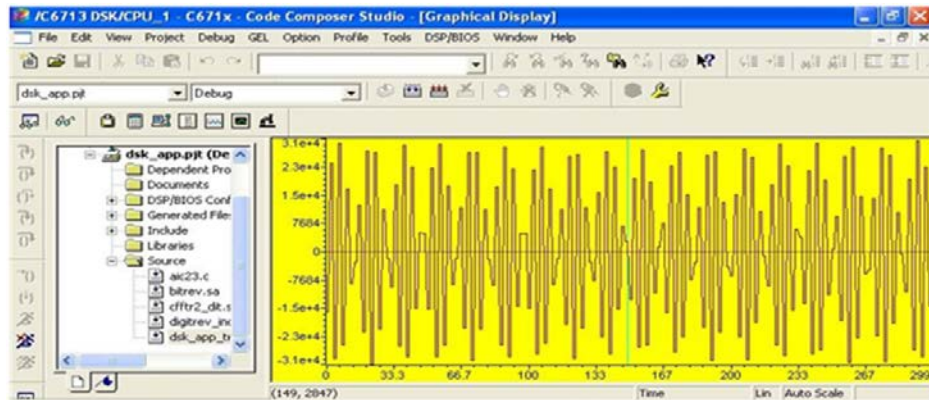 /C6713 DSK/CPU_1 - C671x - Code Composer Studio - [Graphical Display]
File Edit View Project Debug GEL Option Profile Tools DSP/BIOS Window Help
dsk_app.pjt Debug
dsk_app.pjt (De
Dependent Pro
Documents
DSP/BIOS Conf
Generated File
Include
Libraries
Source
aic23.c
bitrev.sa
cfftr2_dit.s
digitrev_in
dsk_app_t
3.1e+4
2.3e+4
1.5e+4
7684
0
-7684
-1.5e+4
-2.3e+4
-3.1e+4
0 33.3 66.7 100 133 167 200 233 267 299
(149, 2847) Time Lin Auto Scale